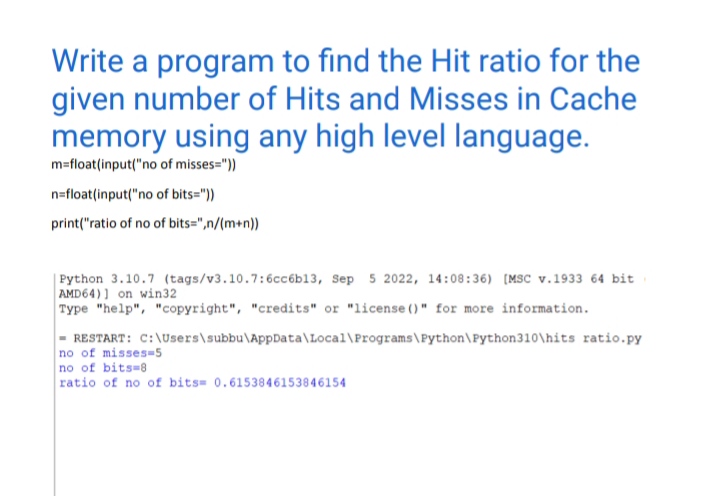 Write a program to find the Hit ratio for the
given number of Hits and Misses in Cache
memory using any high level language.
m=float(input("no of misses="))
n=float(input("no of bits="))
print("ratio of no of bits=",n/(m+n))
Python 3.10.7 (tags/v3.10.7:6cc6b13, Sep  5 2022, 14:08:36) [MSC v.1933 64 bit
AMD64)] on win32
Type "help", "copyright", "credits" or "license()" for more information.
= RESTART: C:\Users\subbu\AppData\Local\Programs\Python\Python310\hits ratio.py
no of misses=5
no of bits=8
ratio of no of bits= 0.6153846153846154